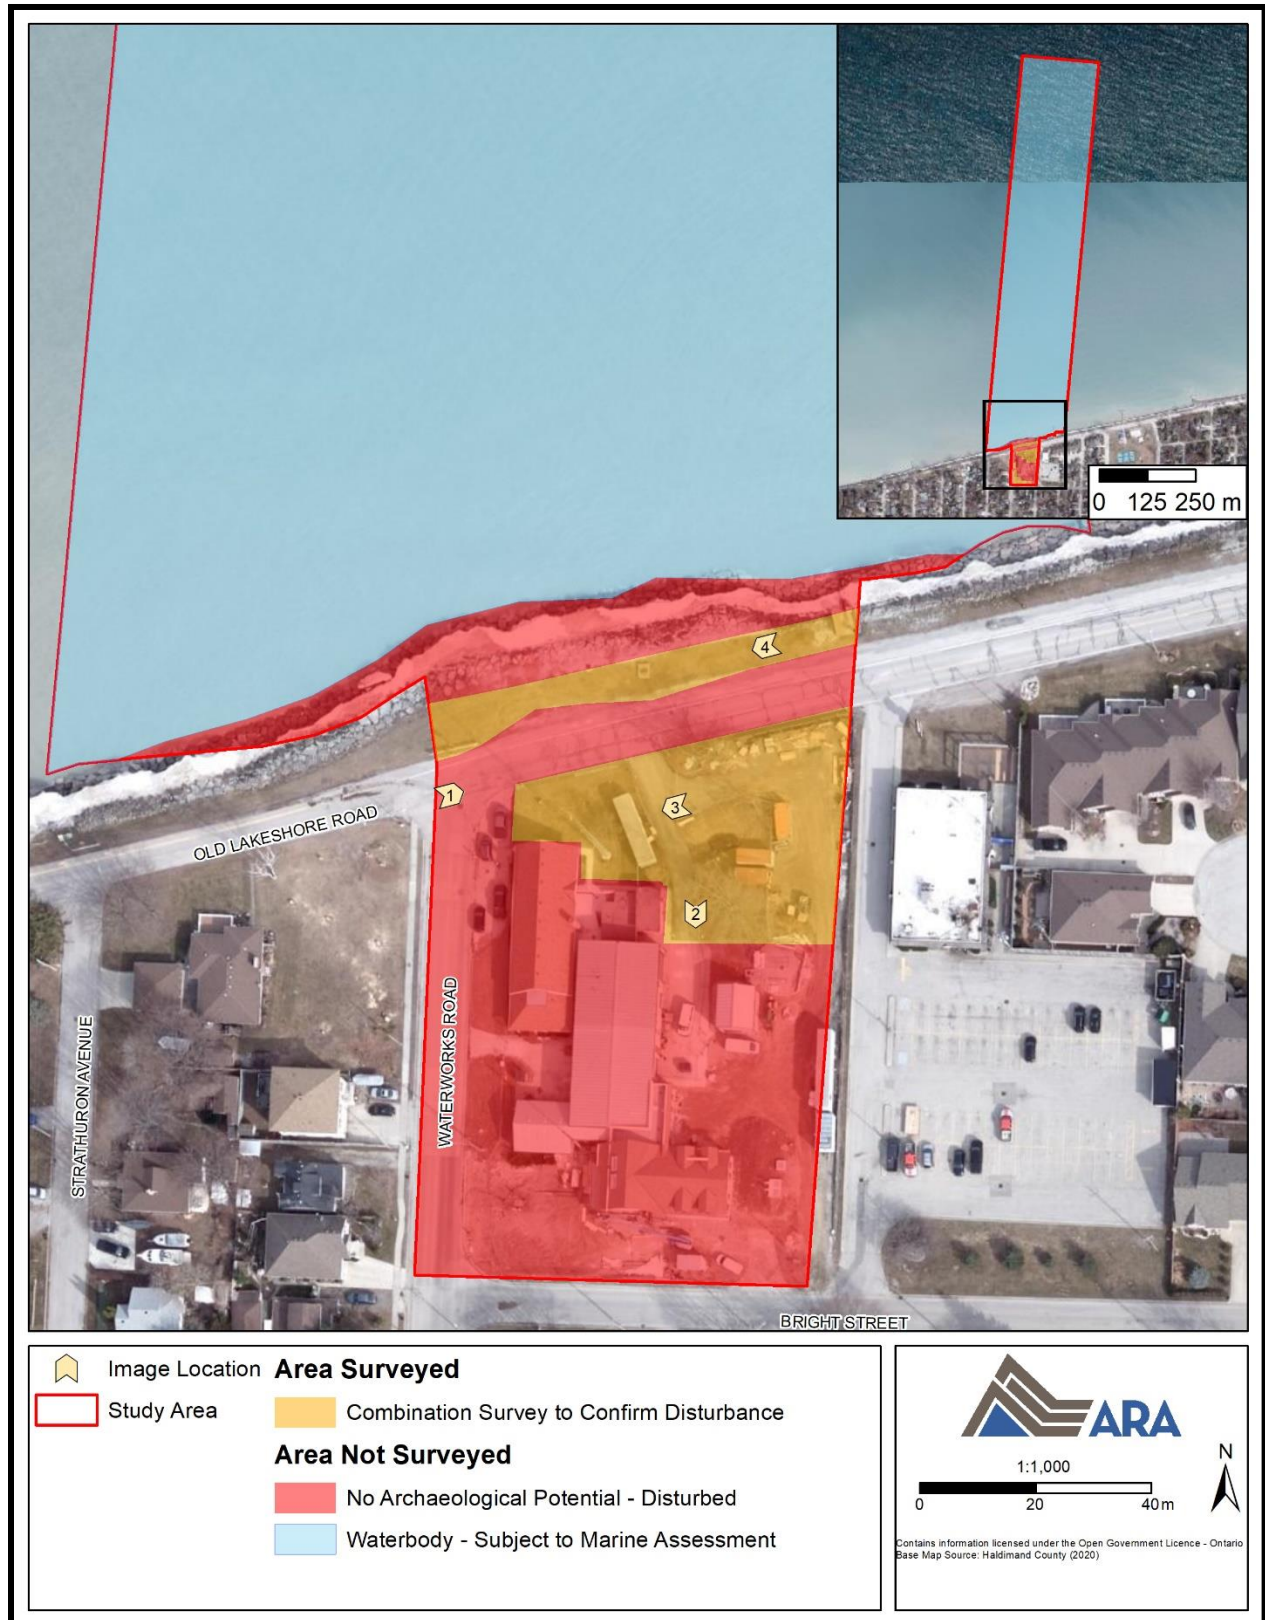 0 125 250 m
4
1
3
OLD LAKESHORE ROAD
2
WATERWORKS ROAD
STRATHURON AVENUE
BRIGHT STREET
Image Location
Study Area
Area Surveyed
Combination Survey to Confirm Disturbance
Area Not Surveyed
No Archaeological Potential - Disturbed
Waterbody - Subject to Marine Assessment
ARA
N
1:1,000
0 20 40 m
Contains information licensed under the Open Government Licence - Ontario
Base Map Source: Haldimand County (2020)